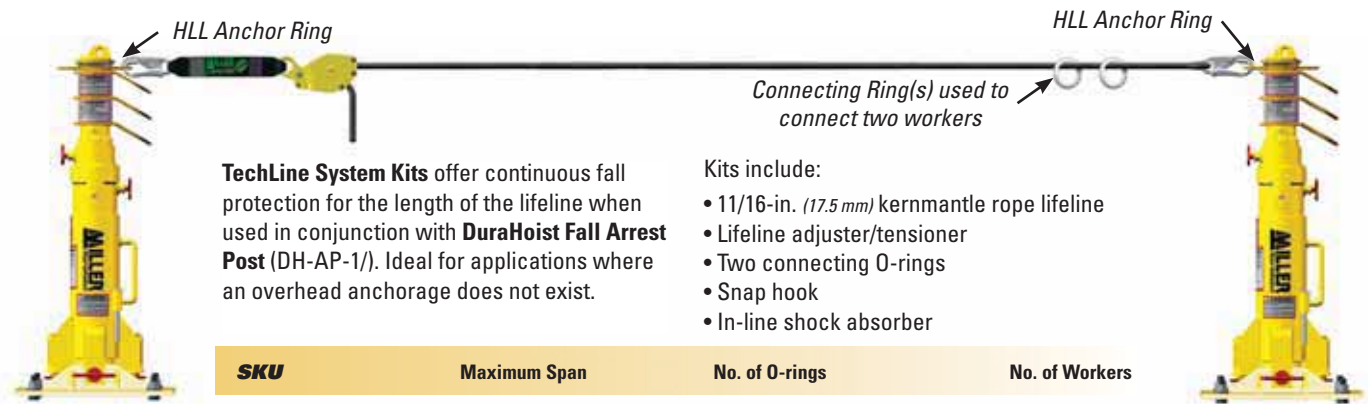 HLL Anchor Ring
HLL Anchor Ring
Connecting Ring(s) used to
connect two workers
TechLine System Kits offer continuous fall
protection for the length of the lifeline when
used in conjunction with DuraHoist Fall Arrest
Post (DH-AP-1/). Ideal for applications where
an overhead anchorage does not exist.
Kits include:
• 11/16-in. (17.5 mm) kernmantle rope lifeline
• Lifeline adjuster/tensioner
• Two connecting O-rings
• Snap hook
• In-line shock absorber
MILLER
MILLER
SKU Maximum Span No. of O-rings No. of Workers